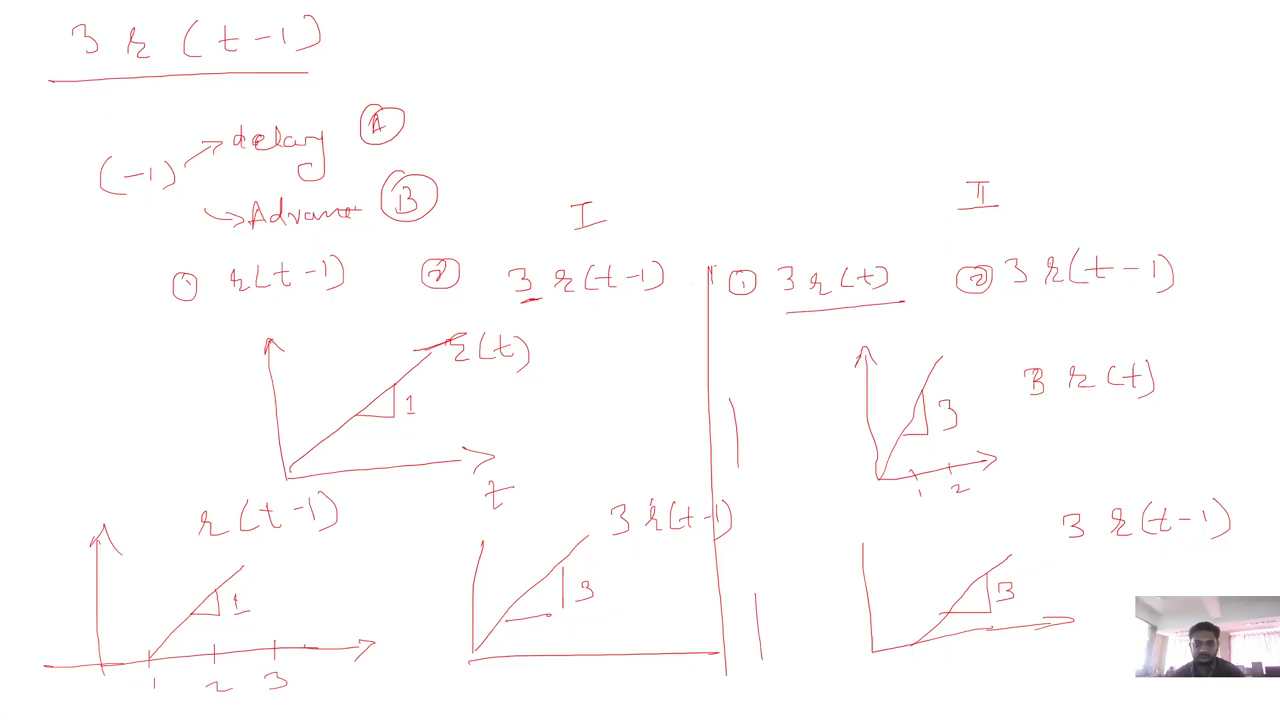 3 r (t-1)
(-1) → delay Ⓐ
→ Advance Ⓑ
I
II
① r(t-1) ② 3 r(t-1)
① 3 r(t) ② 3 r(t-1)
r(t)
1
t
3 r(t)
3
1 2
r(t-1)
1
1 2 3
3 r(t-1)
3
3 r(t-1)
3